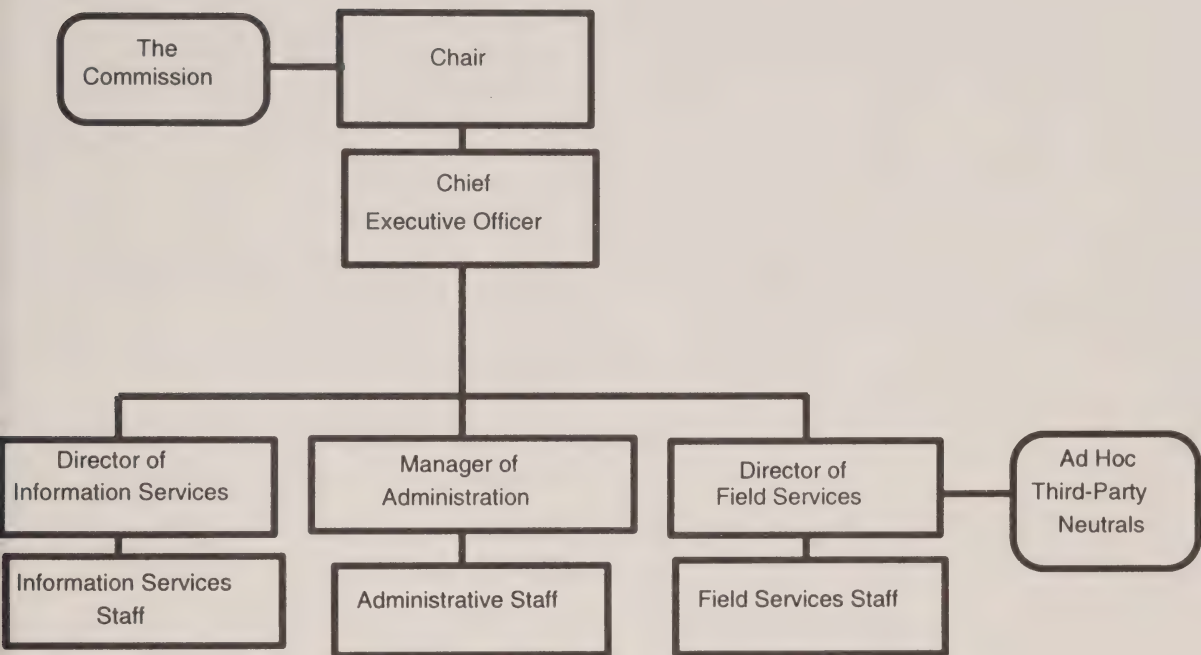 The
Commission
Chair
Chief
Executive Officer
Director of
Information Services
Manager of
Administration
Director of
Field Services
Ad Hoc
Third-Party
Neutrals
Information Services
Staff
Administrative Staff
Field Services Staff